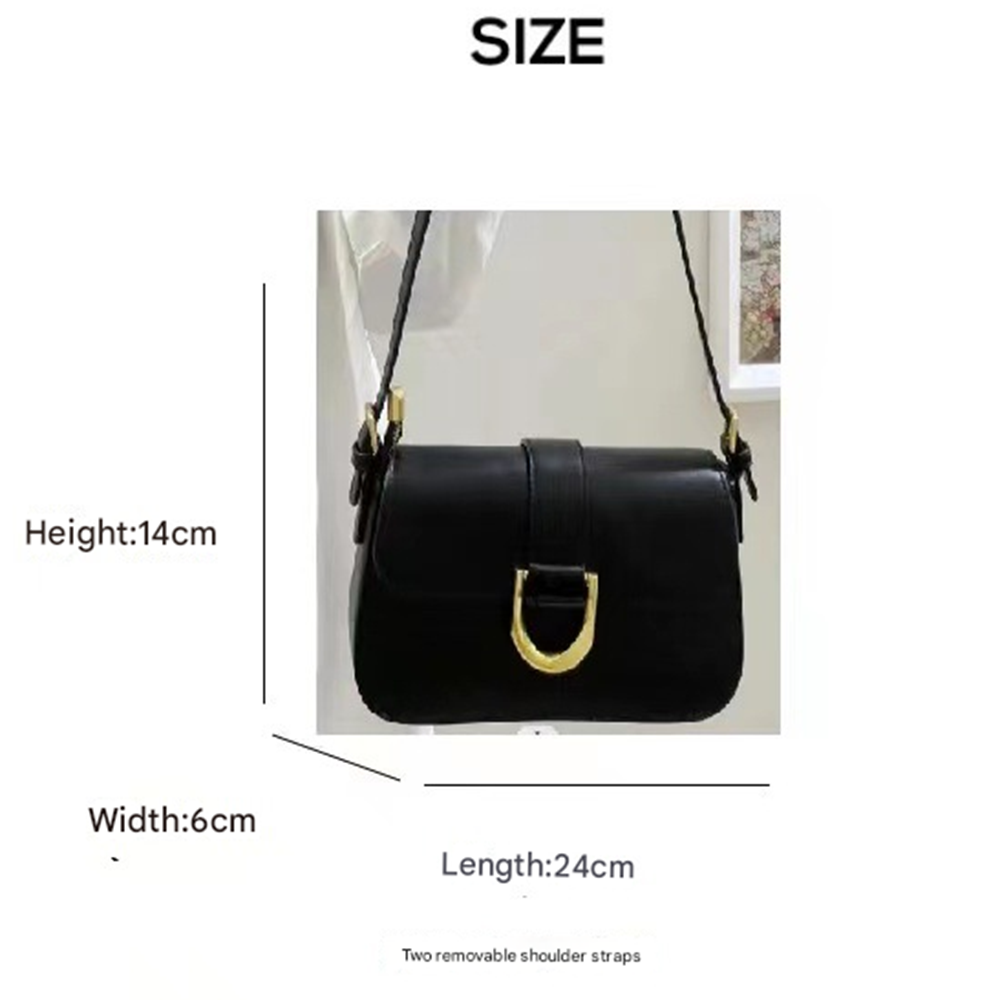 SIZE
Height:14cm
Width:6cm
Length:24cm
Two removable shoulder straps